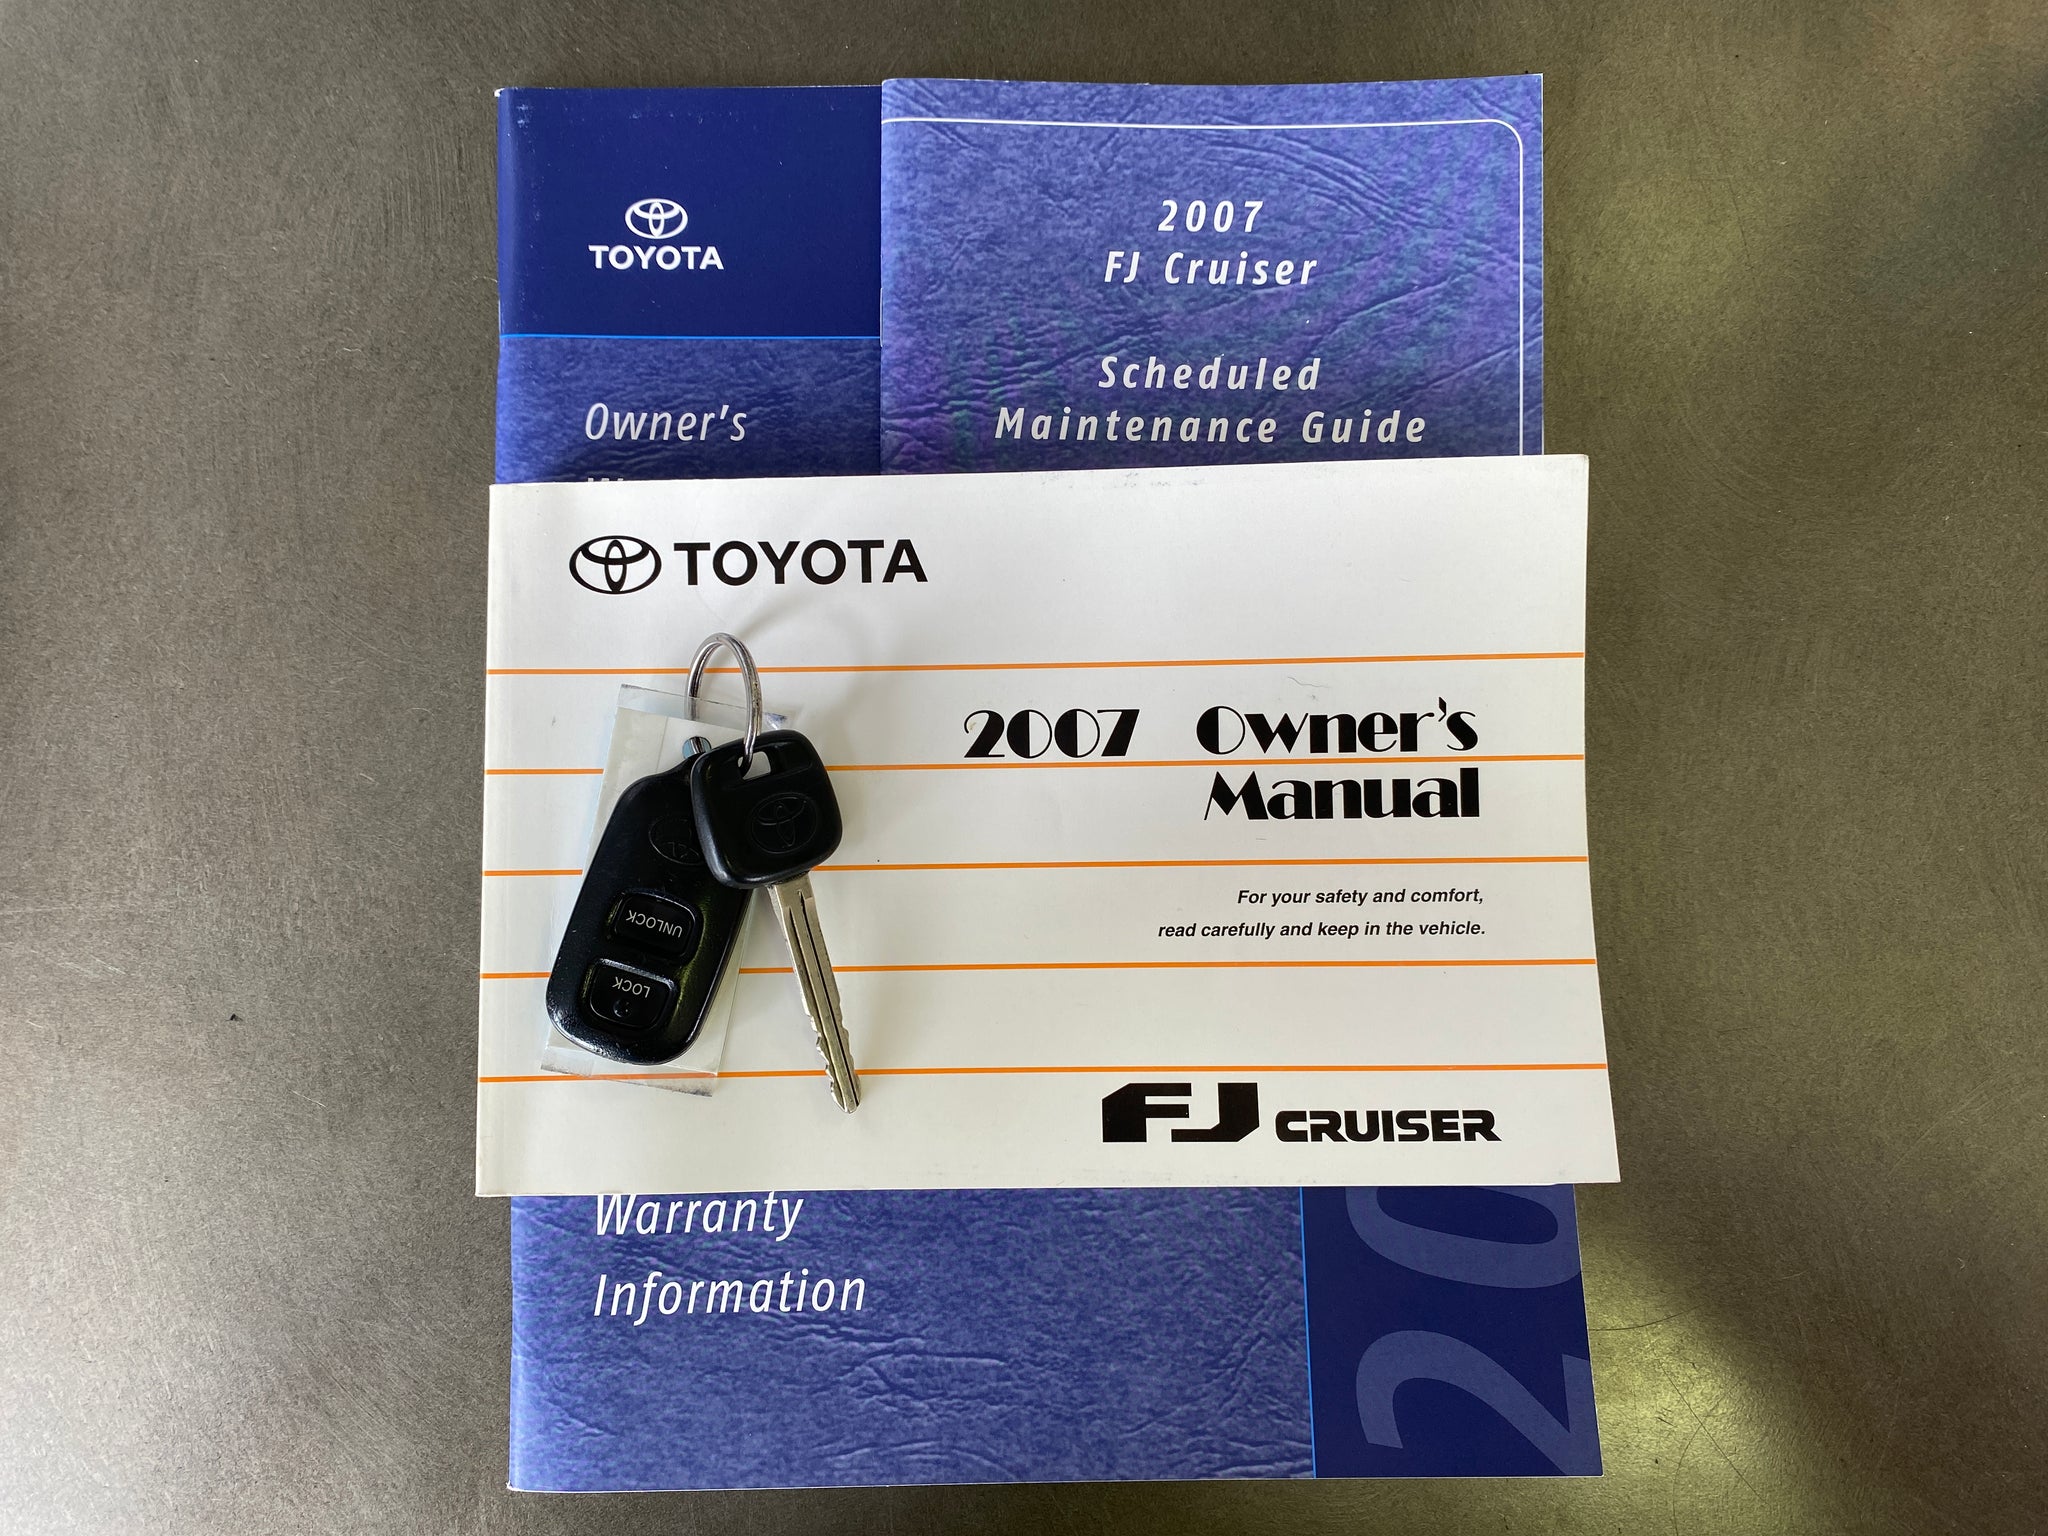 TOYOTA
Owner's
2007
FJ Cruiser
Scheduled
Maintenance Guide
TOYOTA
2007 Owner's
Manual
For your safety and comfort,
read carefully and keep in the vehicle.
UNLOCK
LOCK
FJ CRUISER
Warranty
Information
20